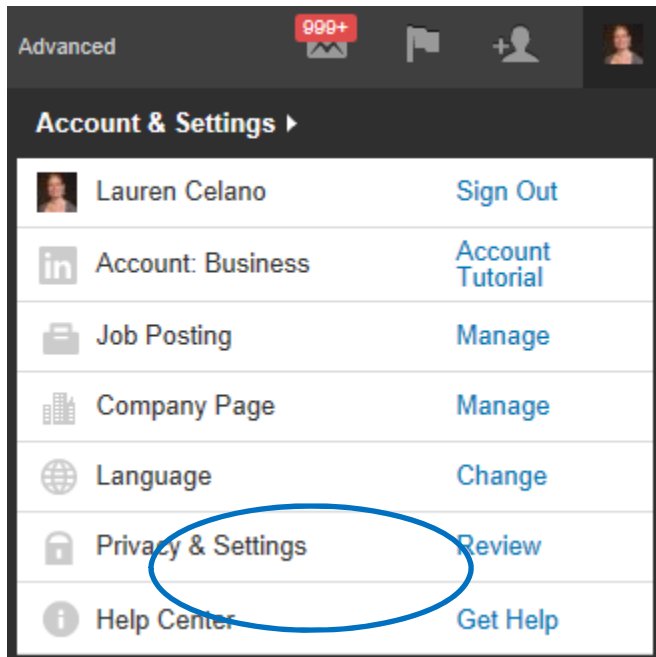 Advanced 999+
Account & Settings
Lauren Celano Sign Out
in Account: Business Account
Tutorial
Job Posting Manage
Company Page Manage
Language Change
Privacy & Settings Review
Help Center Get Help